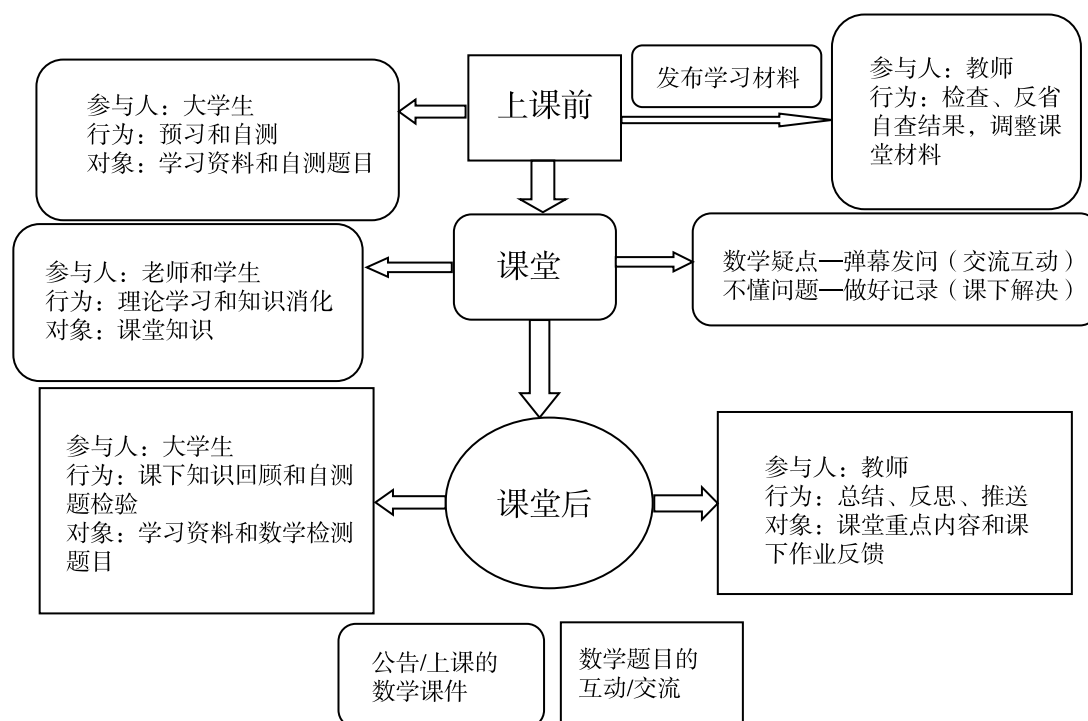 上课前
发布学习材料
参与人：大学生
行为：预习和自测
对象：学习资料和自测题目
参与人：教师
行为：检查、反省
自查结果，调整课
堂材料
课堂
参与人：老师和学生
行为：理论学习和知识消化
对象：课堂知识
数学疑点—弹幕发问（交流互动）
不懂问题—做好记录（课下解决）
课堂后
参与人：大学生
行为：课下知识回顾和自测
题检验
对象：学习资料和数学检测
题目
参与人：教师
行为：总结、反思、推送
对象：课堂重点内容和课
下作业反馈
公告/上课的
数学课件
数学题目的
互动/交流